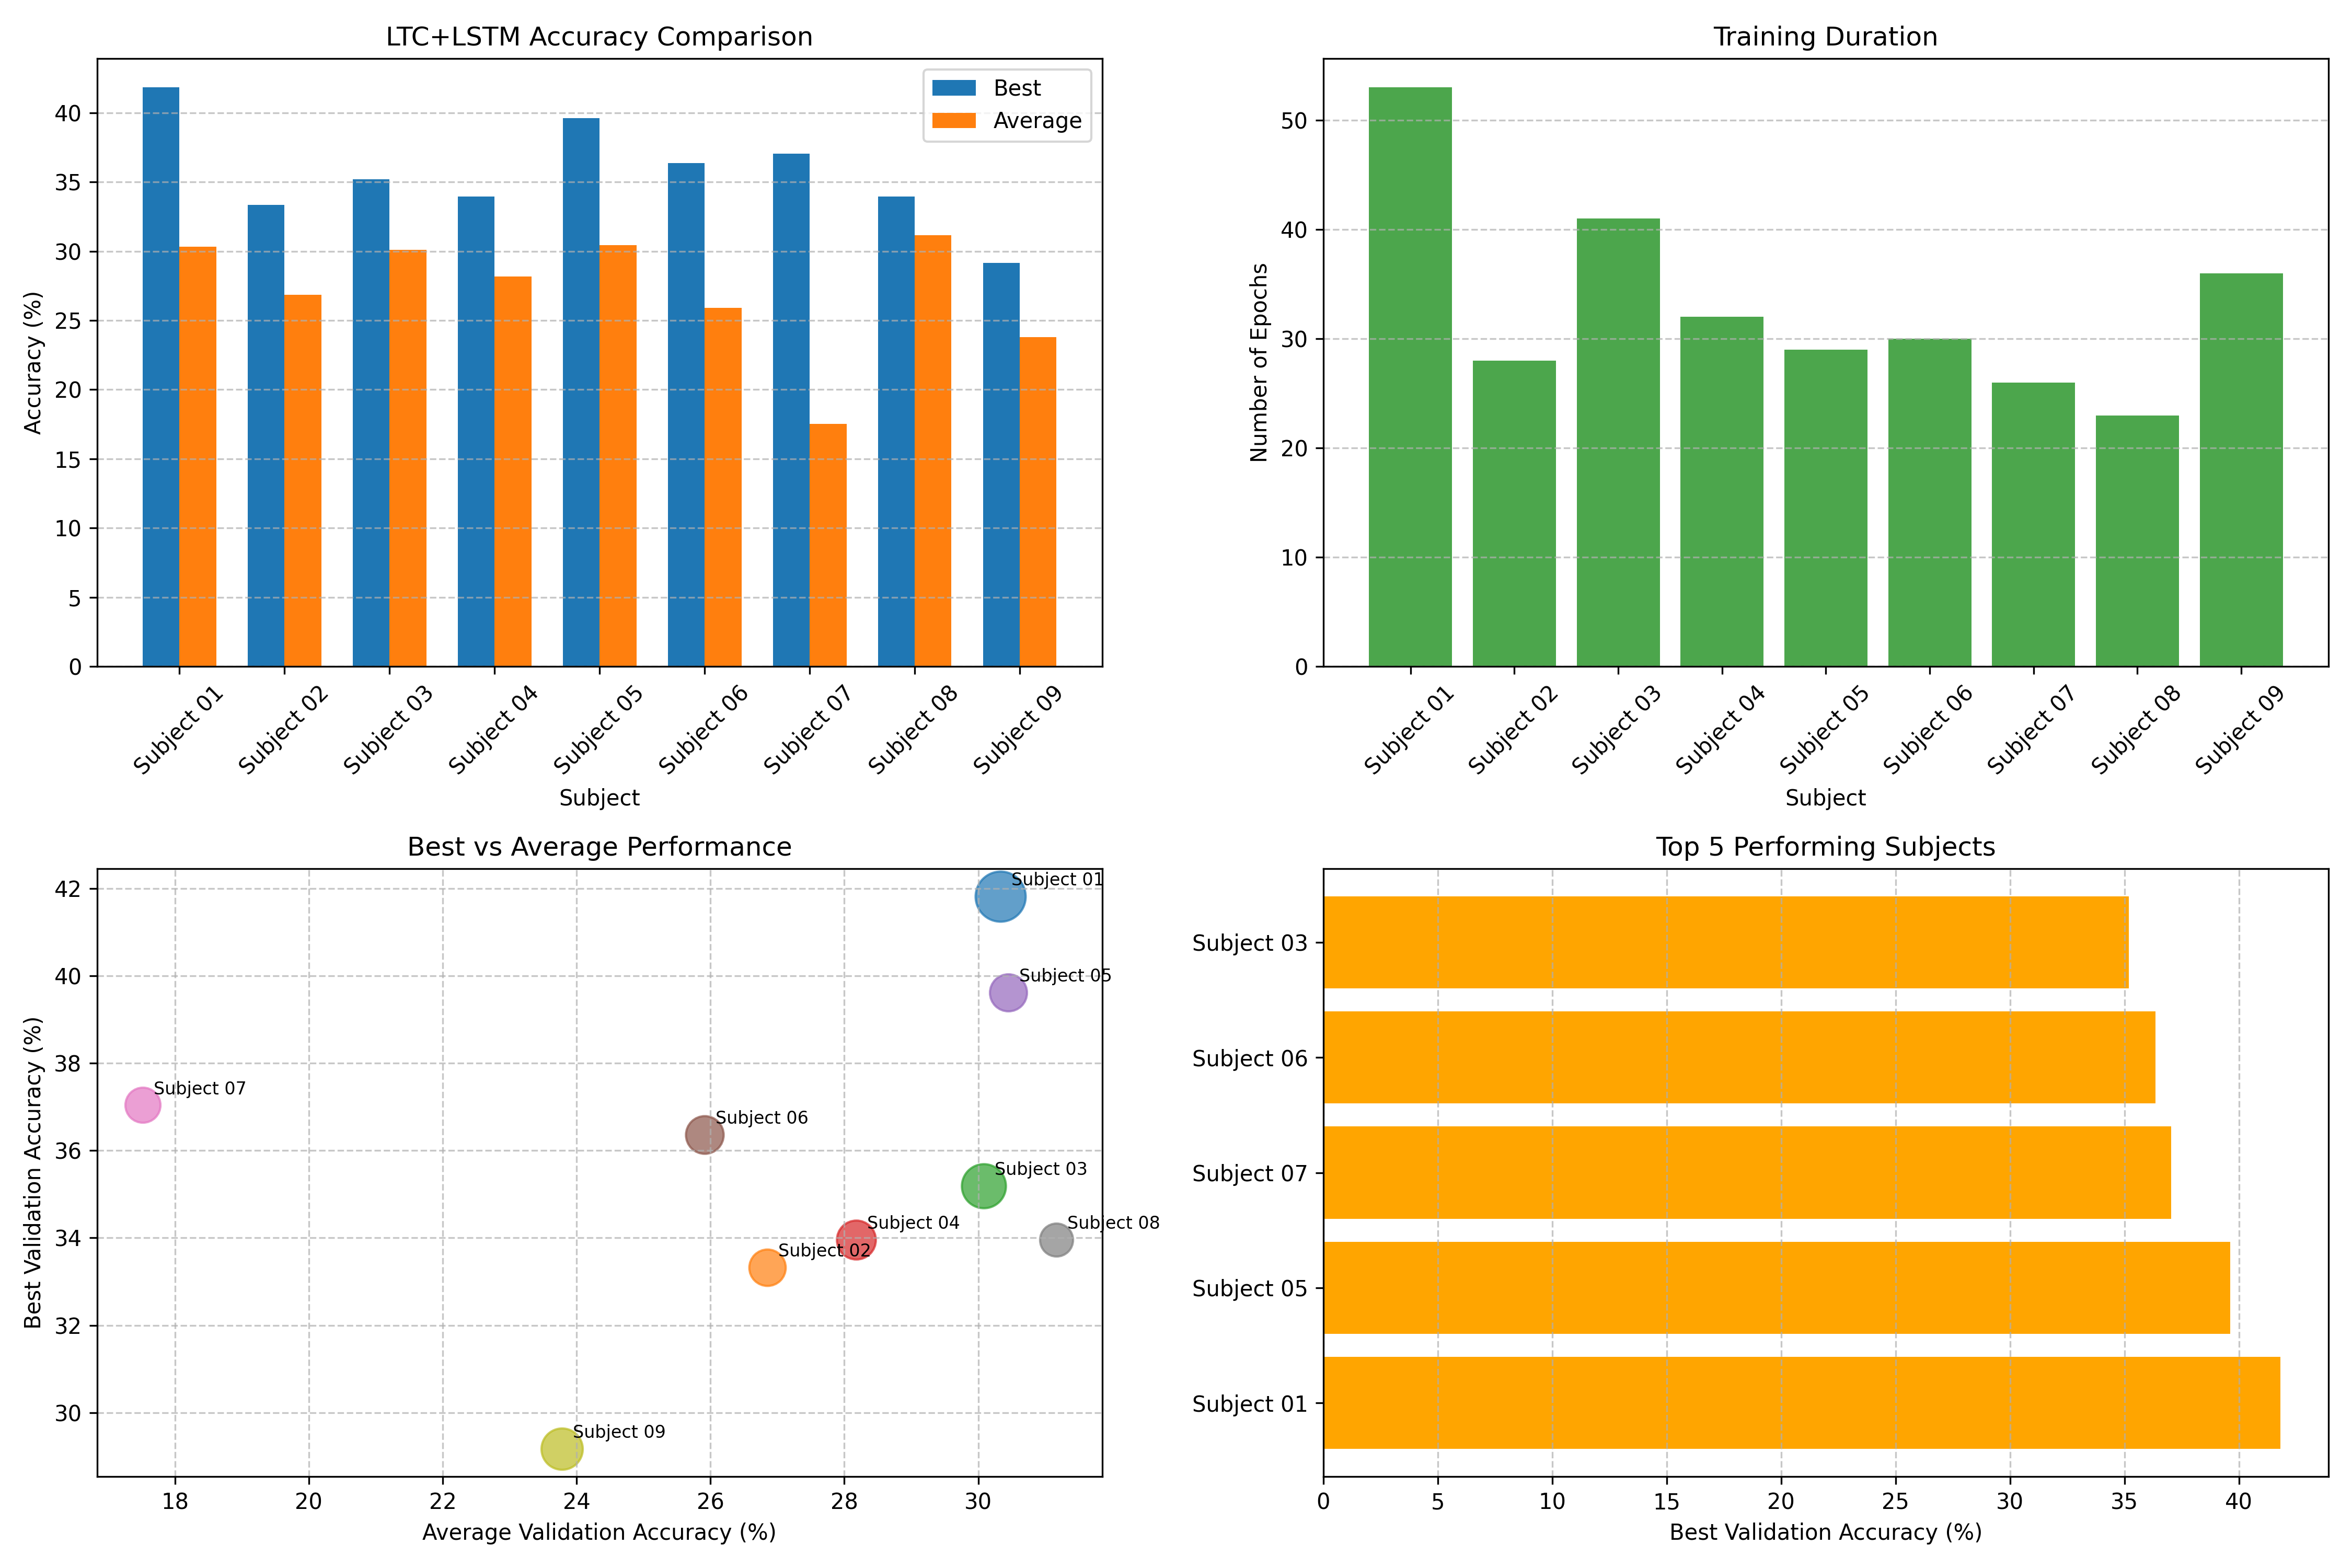 LTC+LSTM Accuracy Comparison
Accuracy (%)
40
35
30
25
20
15
10
5
0
Best
Average
Subject 01
Subject 02
Subject 03
Subject 04
Subject 05
Subject 06
Subject 07
Subject 08
Subject 09
Subject
Training Duration
Number of Epochs
50
40
30
20
10
0
Subject 01
Subject 02
Subject 03
Subject 04
Subject 05
Subject 06
Subject 07
Subject 08
Subject 09
Subject
Best vs Average Performance
Best Validation Accuracy (%)
42
40
38
36
34
32
30
Subject 01
Subject 05
Subject 07
Subject 06
Subject 03
Subject 04
Subject 08
Subject 02
Subject 09
18 20 22 24 26 28 30
Average Validation Accuracy (%)
Top 5 Performing Subjects
Subject 03
Subject 06
Subject 07
Subject 05
Subject 01
0 5 10 15 20 25 30 35 40
Best Validation Accuracy (%)